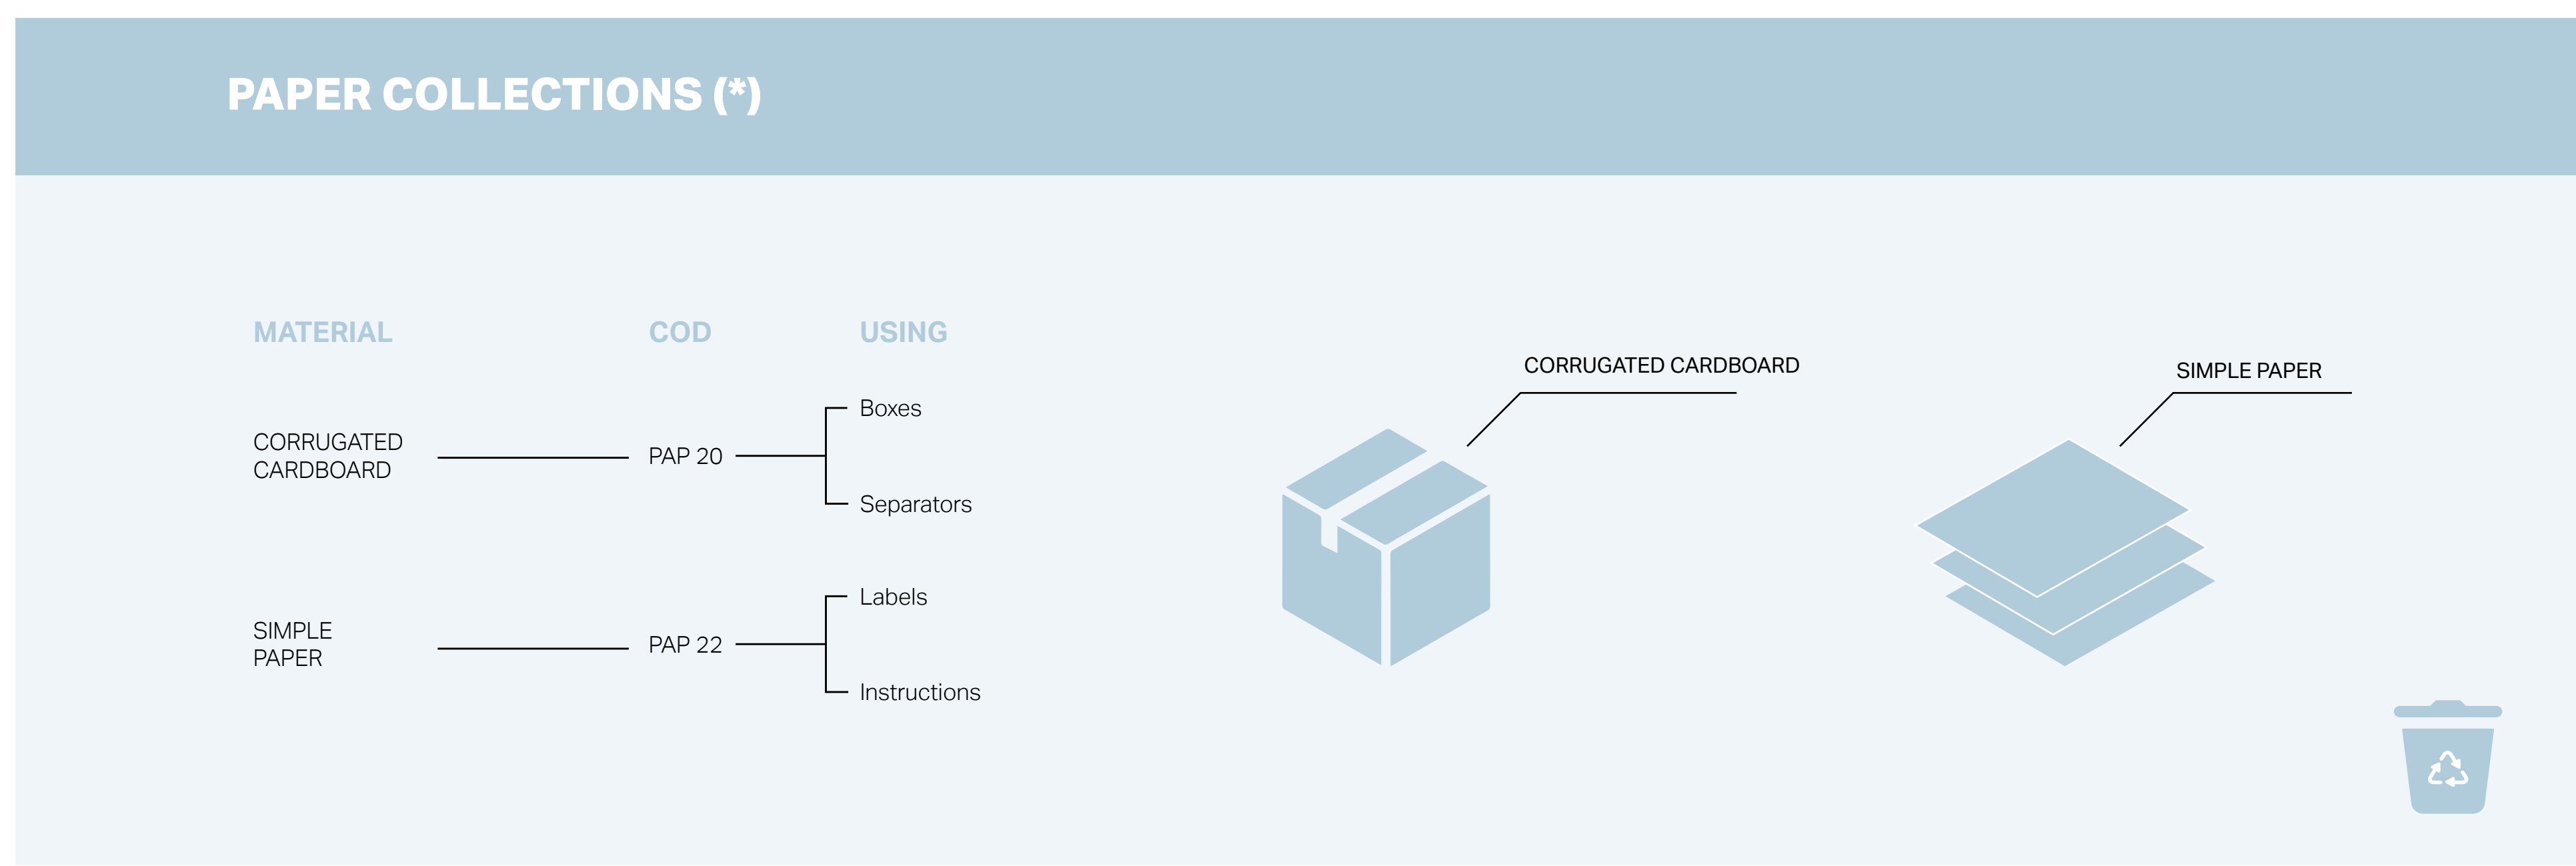 PAPER COLLECTIONS (*)
MATERIAL
COD
USING
CORRUGATED
CARDBOARD
PAP 20
Boxes
Separators
SIMPLE
PAPER
PAP 22
Labels
Instructions
CORRUGATED CARDBOARD
SIMPLE PAPER